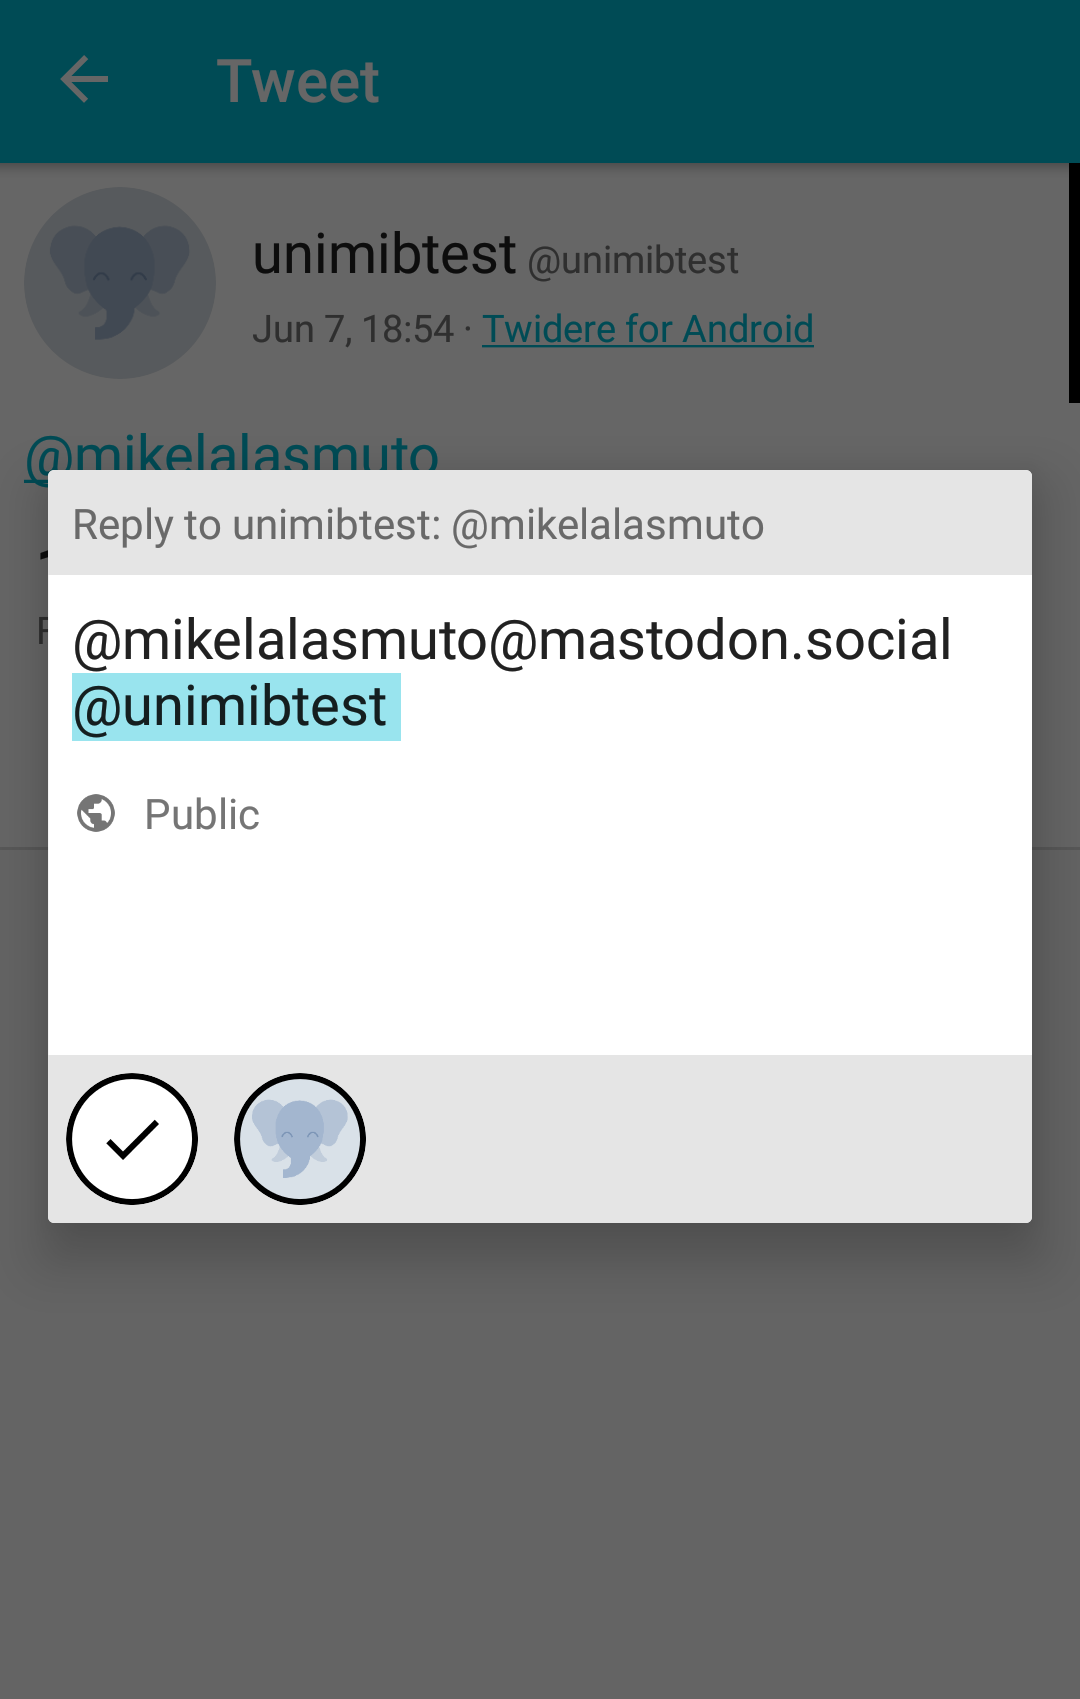 Tweet
unimibtest @unimibtest
Jun 7, 18:54 · Twidere for Android
@mikelalasmuto
Reply to unimibtest: @mikelalasmuto
@mikelalasmuto@mastodon.social
@unimibtest
Public